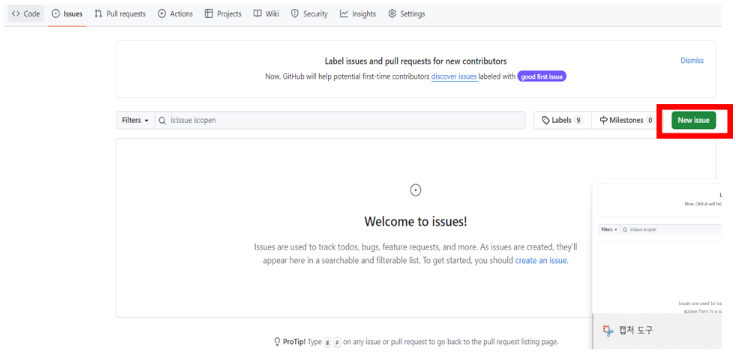 <> Code Issues Pull requests Actions Projects Wiki Security Insights Settings
Label issues and pull requests for new contributors
Dismiss
Now, GitHub will help potential first-time contributors discover issues labeled with good first issue
Filters is:issue is:open Labels 9 Milestones 0 New issue
Welcome to issues!
Issues are used to track todos, bugs, feature requests, and more. As issues are created, they'll
appear here in a searchable and filterable list. To get started, you should create an issue.
L
Now, GitHub will hel
Filters is:issue is:open
Issues are used to tra
appear here in a s
캡처 도구
ProTip! Type g p on any issue or pull request to go back to the pull request listing page.